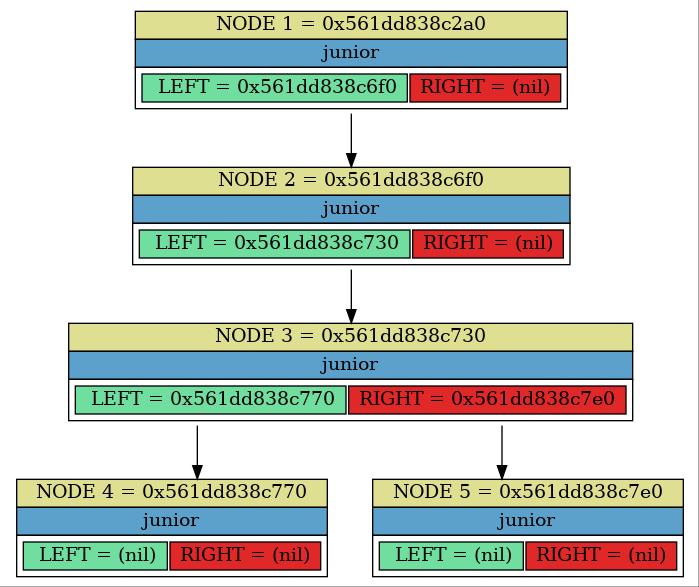 NODE 1 = 0x561dd838c2a0
junior
LEFT = 0x561dd838c6f0 RIGHT = (nil)
NODE 2 = 0x561dd838c6f0
junior
LEFT = 0x561dd838c730 RIGHT = (nil)
NODE 3 = 0x561dd838c730
junior
LEFT = 0x561dd838c770 RIGHT = 0x561dd838c7e0
NODE 4 = 0x561dd838c770
junior
LEFT = (nil) RIGHT = (nil)
NODE 5 = 0x561dd838c7e0
junior
LEFT = (nil) RIGHT = (nil)